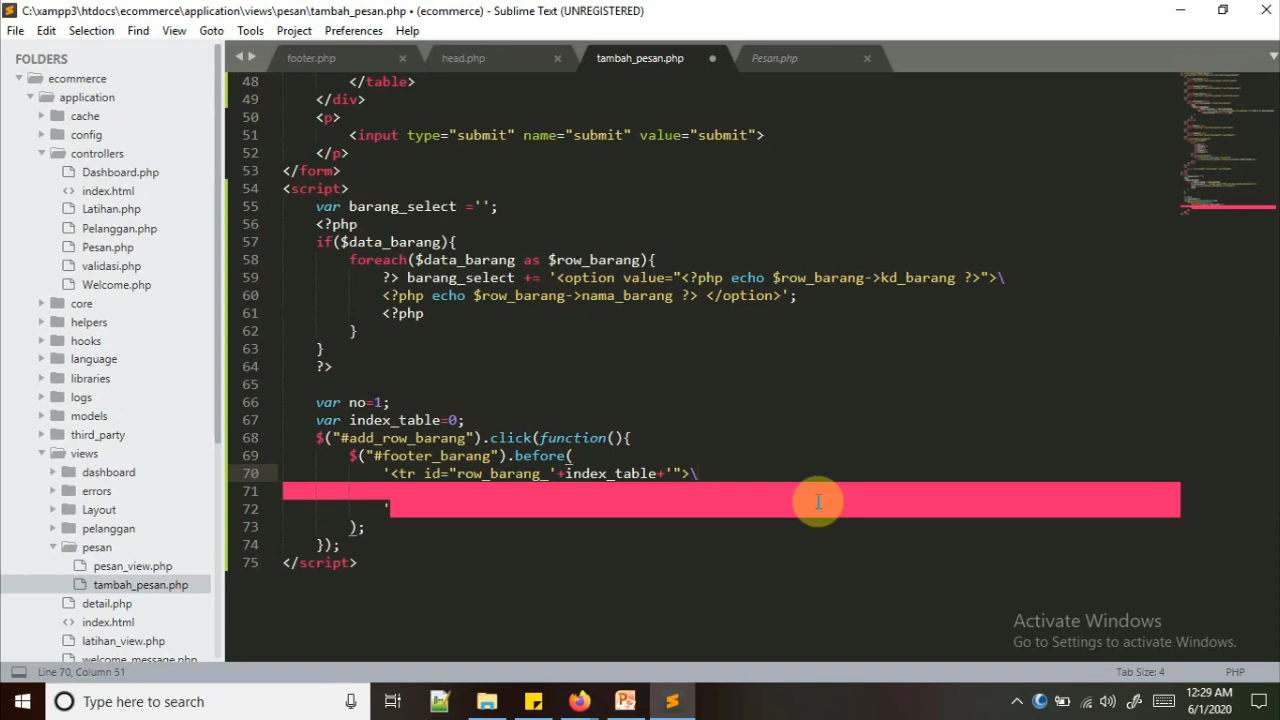 C:\xampp3\htdocs\ecommerce\application\views\pesan\tambah_pesan.php • (ecommerce) - Sublime Text (UNREGISTERED)
File Edit Selection Find View Goto Tools Project Preferences Help
FOLDERS
ecommerce
application
cache
config
controllers
Dashboard.php
index.html
Latihan.php
Pelanggan.php
Pesan.php
validasi.php
Welcome.php
core
helpers
hooks
language
libraries
logs
models
third_party
views
dashboard
errors
Layout
pelanggan
pesan
pesan_view.php
tambah_pesan.php
detail.php
index.html
latihan_view.php
welcome_message.php
footer.php head.php tambah_pesan.php Pesan.php
48 </table>
49 </div>
50 <p>
51 <input type="submit" name="submit" value="submit">
52 </p>
53 </form>
54 <script>
55 var barang_select ='';
56 <?php
57 if($data_barang){
58 foreach($data_barang as $row_barang){
59 ?> barang_select += '<option value="<?php echo $row_barang->kd_barang ?>">\
60 <?php echo $row_barang->nama_barang ?> </option>';
61 <?php
62 }
63 }
64 ?>
65
66 var no=1;
67 var index_table=0;
68 $("#add_row_barang").click(function(){
69 $("#footer_barang").before(
70 '<tr id="row_barang_'+index_table+'">\
71
72 '
73 );
74 });
75 </script>
Activate Windows
Go to Settings to activate Windows.
Line 70, Column 51 Tab Size: 4 PHP
Type here to search
12:29 AM
6/1/2020